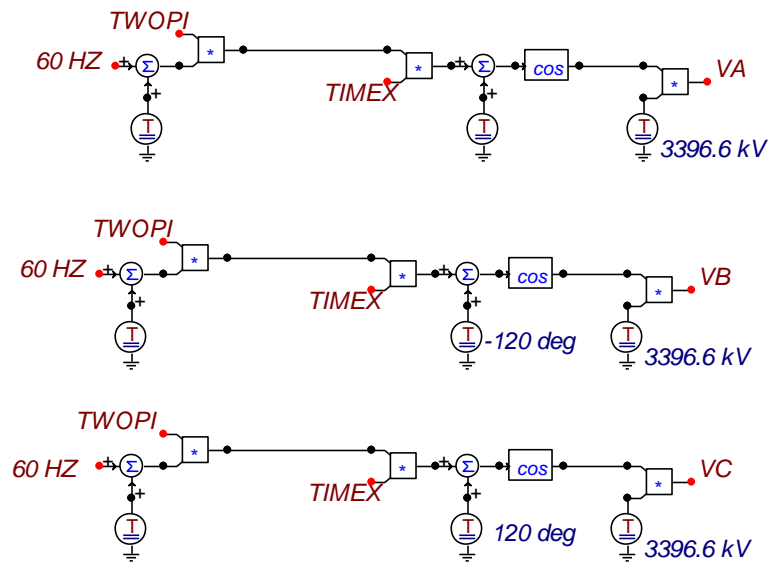 TWOPI
60 HZ + Σ * * + Σ cos VA
TIMEX *
+ +
T T T 3396.6 kV
TWOPI
60 HZ + Σ * * + Σ cos * VB
TIMEX
+ +
T T -120 deg T 3396.6 kV
TWOPI
60 HZ + Σ * * + Σ cos * VC
TIMEX
+ +
T T 120 deg T 3396.6 kV